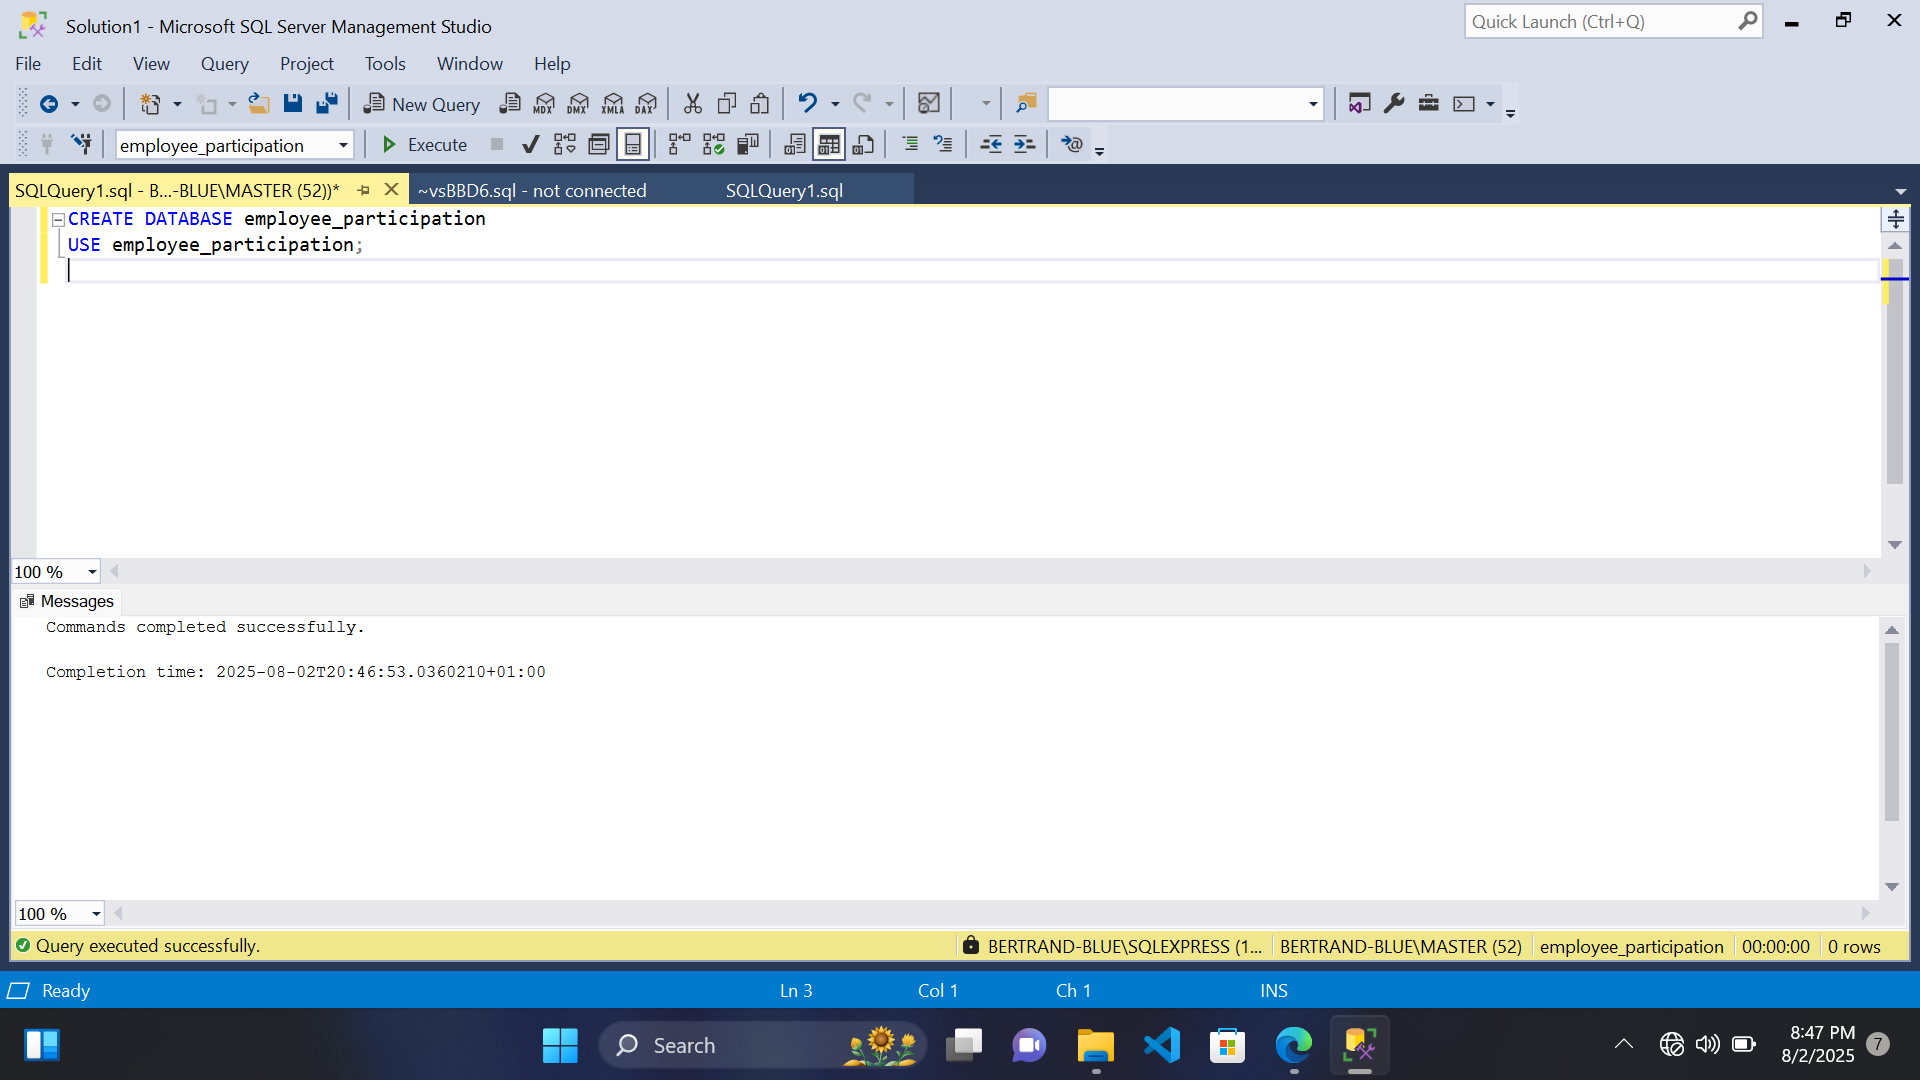 Solution1 - Microsoft SQL Server Management Studio
Quick Launch (Ctrl+Q)
File Edit View Query Project Tools Window Help
New Query MDX DMX XMLA DAX
employee_participation Execute
SQLQuery1.sql - B...-BLUE\MASTER (52))* ~vsBBD6.sql - not connected SQLQuery1.sql
CREATE DATABASE employee_participation
USE employee_participation;
100 %
Messages
Commands completed successfully.
Completion time: 2025-08-02T20:46:53.0360210+01:00
100 %
Query executed successfully. BERTRAND-BLUE\SQLEXPRESS (1... BERTRAND-BLUE\MASTER (52) employee_participation 00:00:00 0 rows
Ready Ln 3 Col 1 Ch 1 INS
Search
8:47 PM
8/2/2025
7